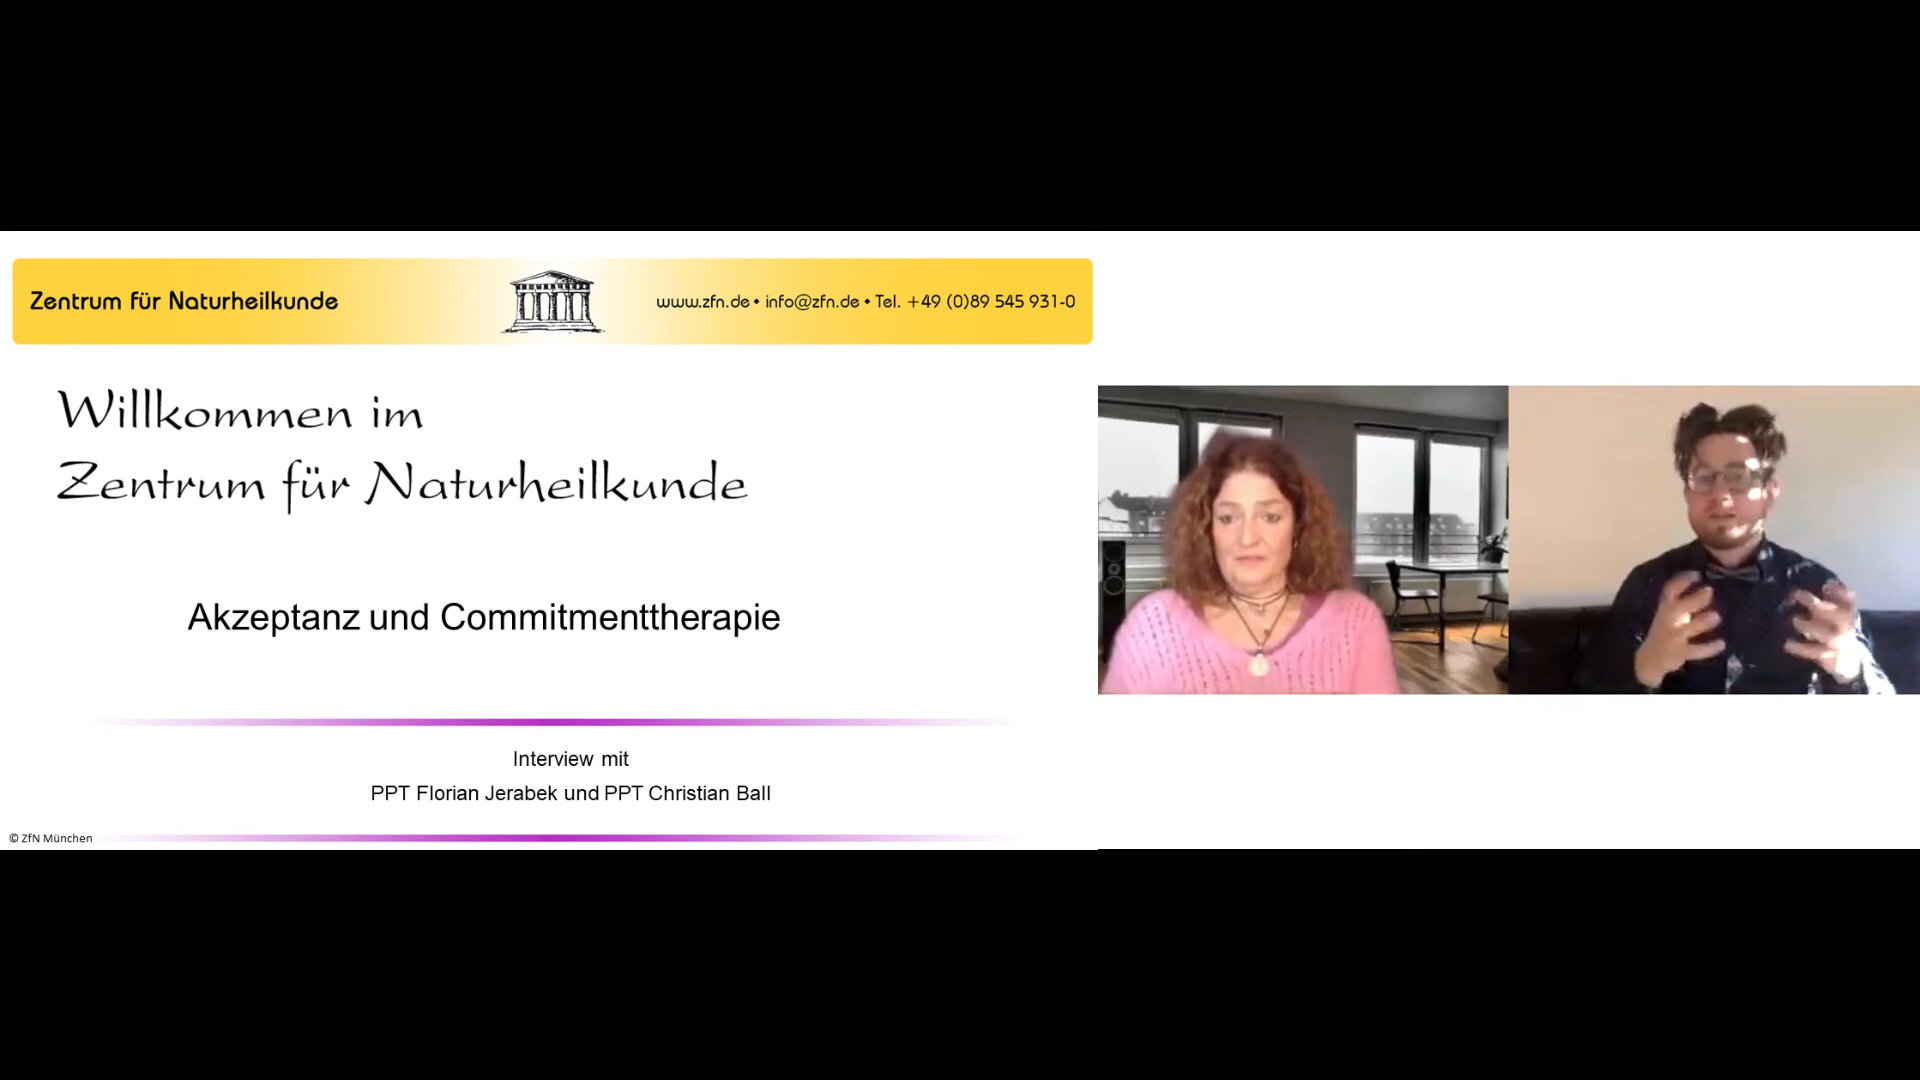 Zentrum für Naturheilkunde
www.zfn.de • info@zfn.de • Tel. +49 (0)89 545 931-0
Willkommen im
Zentrum für Naturheilkunde
Akzeptanz und Commitmenttherapie
Interview mit
PPT Florian Jerabek und PPT Christian Ball
© ZfN München